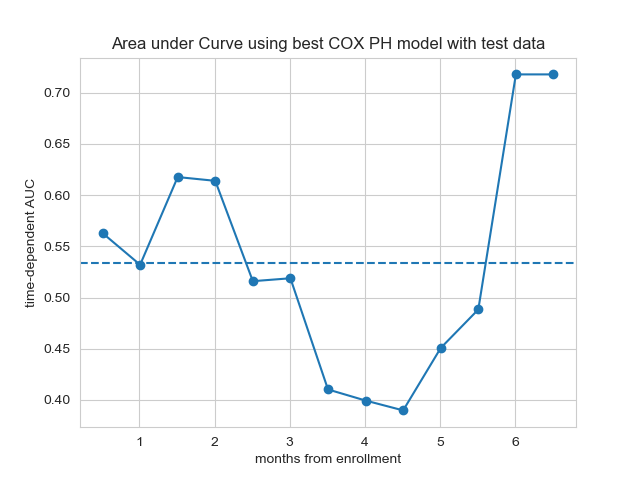 Area under Curve using best COX PH model with test data
time-dependent AUC
0.70
0.65
0.60
0.55
0.50
0.45
0.40
1 2 3 4 5 6
months from enrollment